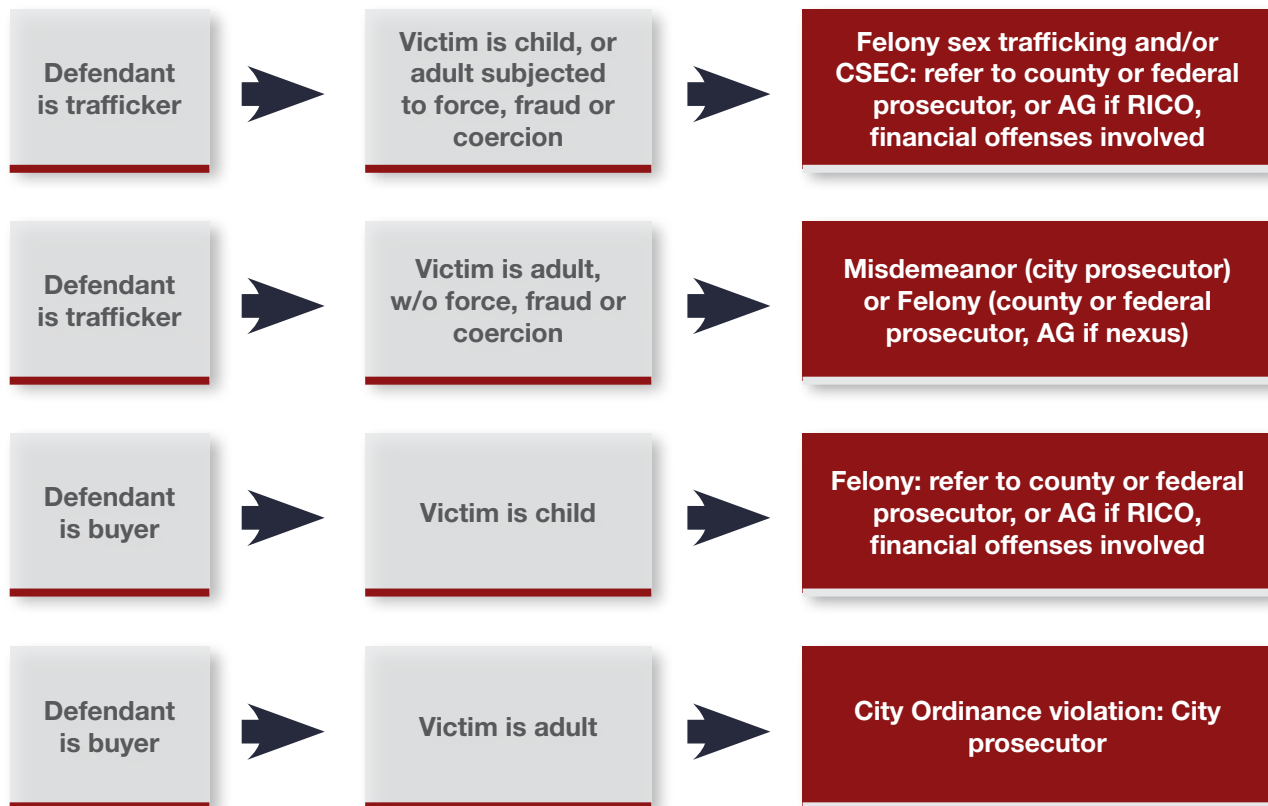 Defendant
is trafficker
Victim is child, or
adult subjected
to force, fraud or
coercion
Felony sex trafficking and/or
CSEC: refer to county or federal
prosecutor, or AG if RICO,
financial offenses involved
Defendant
is trafficker
Victim is adult,
w/o force, fraud or
coercion
Misdemeanor (city prosecutor)
or Felony (county or federal
prosecutor, AG if nexus)
Defendant
is buyer
Victim is child
Felony: refer to county or federal
prosecutor, or AG if RICO,
financial offenses involved
Defendant
is buyer
Victim is adult
City Ordinance violation: City
prosecutor